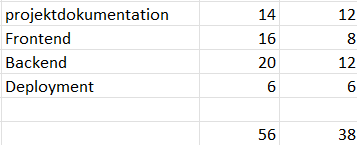 projektdokumentation 14 12
Frontend 16 8
Backend 20 12
Deployment 6 6
56 38